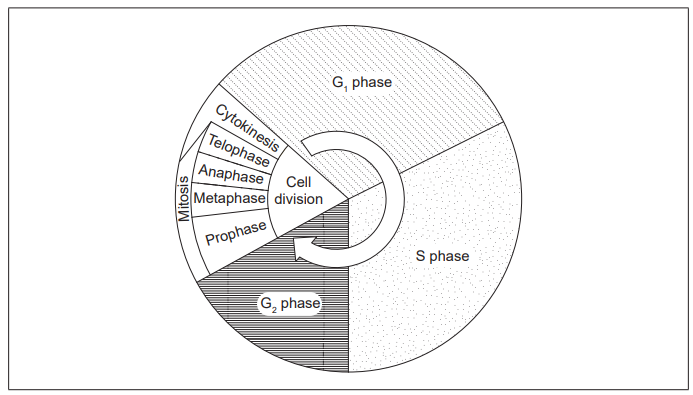 G₁ phase
Cytokinesis
Telophase
Anaphase
Metaphase
Prophase
Mitosis
Cell
division
S phase
G₂ phase